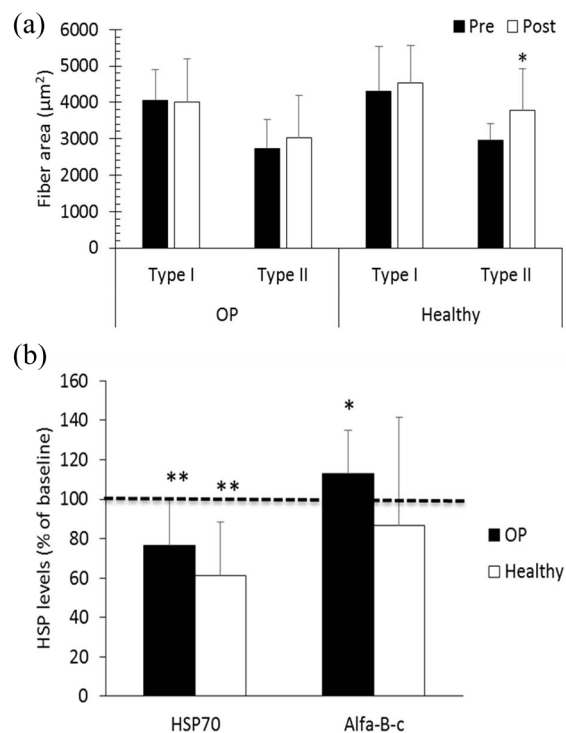 (a)
Pre Post
6000
5000
4000
3000
2000
1000
0
Fiber area (µm²)
*
Type I Type II Type I Type II
OP Healthy
(b)
160
140
120
100
80
60
40
20
0
HSP levels (% of baseline)
** ** *
OP
Healthy
HSP70 Alfa-B-c